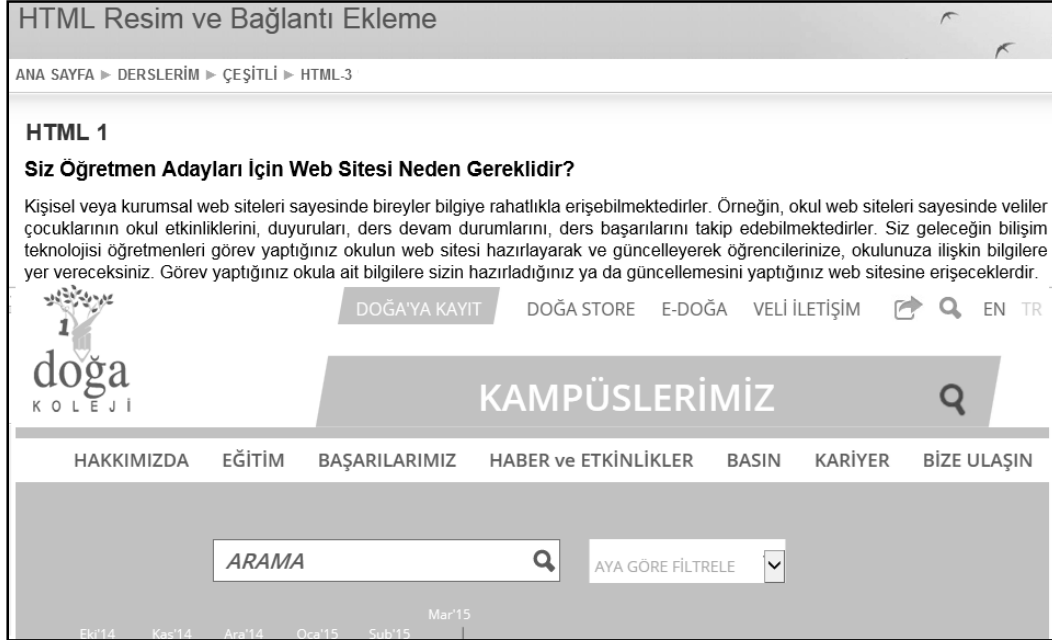 HTML Resim ve Bağlantı Ekleme
ANA SAYFA ► DERSLERİM ► ÇEŞİTLİ ► HTML-3
HTML 1
Siz Öğretmen Adayları İçin Web Sitesi Neden Gereklidir?
Kişisel veya kurumsal web siteleri sayesinde bireyler bilgiye rahatlıkla erişebilmektedirler. Örneğin, okul web siteleri sayesinde veliler
çocuklarının okul etkinliklerini, duyuruları, ders devam durumlarını, ders başarılarını takip edebilmektedirler. Siz geleceğin bilişim
teknolojisi öğretmenleri görev yaptığınız okulun web sitesi hazırlayarak ve güncelleyerek öğrencilerinize, okulunuza ilişkin bilgilere
yer vereceksiniz. Görev yaptığınız okula ait bilgilere sizin hazırladığınız ya da güncellemesini yaptığınız web sitesine erişeceklerdir.
DOĞA'YA KAYIT DOĞA STORE E-DOĞA VELİ İLETİŞİM EN TR
1
doğa
KOLEJİ
KAMPÜSLERİMİZ
HAKKIMIZDA EĞİTİM BAŞARILARIMIZ HABER ve ETKİNLİKLER BASIN KARİYER BİZE ULAŞIN
ARAMA AYA GÖRE FİLTRELE
Mar'15
Eki'14 Kas'14 Ara'14 Oca'15 Şub'15